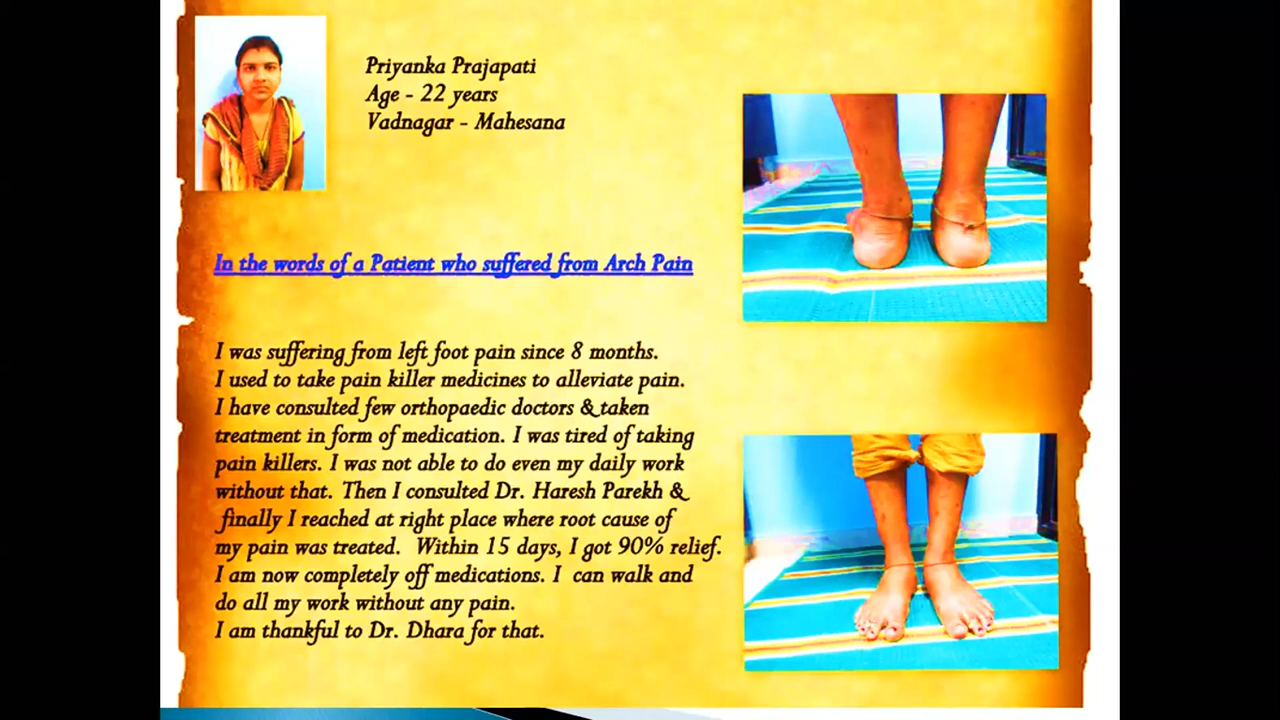 Priyanka Prajapati
Age - 22 years
Vadnagar - Mahesana
In the words of a Patient who suffered from Arch Pain
I was suffering from left foot pain since 8 months.
I used to take pain killer medicines to alleviate pain.
I have consulted few orthopaedic doctors & taken
treatment in form of medication. I was tired of taking
pain killers. I was not able to do even my daily work
without that. Then I consulted Dr. Haresh Parekh &
finally I reached at right place where root cause of
my pain was treated. Within 15 days, I got 90% relief.
I am now completely off medications. I can walk and
do all my work without any pain.
I am thankful to Dr. Dhara for that.